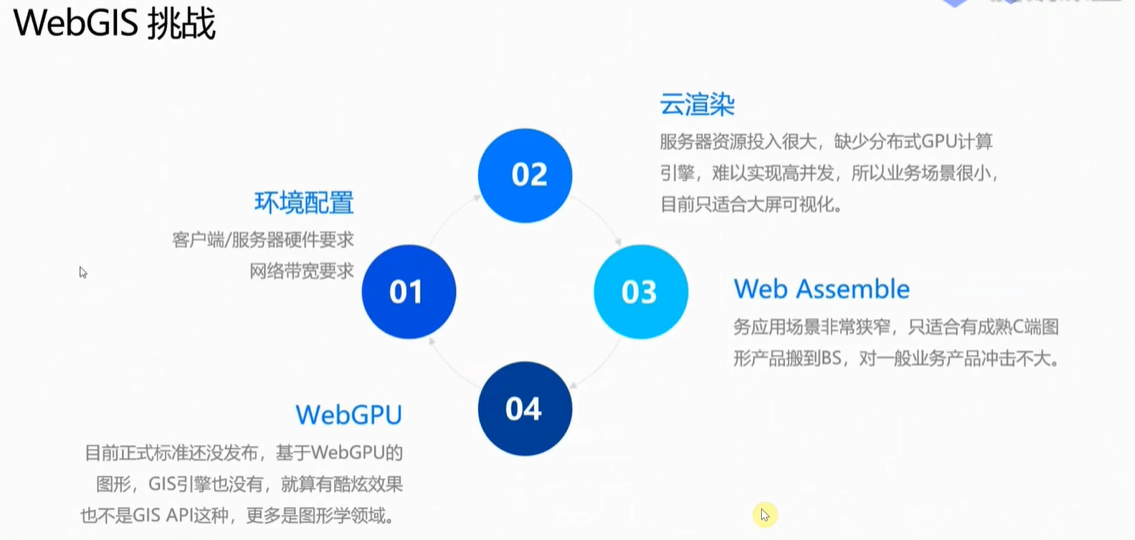 WebGIS 挑战
云渲染
服务器资源投入很大，缺少分布式GPU计算
引擎，难以实现高并发，所以业务场景很小，
目前只适合大屏可视化。
02
环境配置
客户端/服务器硬件要求
网络带宽要求
01
03
Web Assemble
务应用场景非常狭窄，只适合有成熟C端图
形产品搬到BS，对一般业务产品冲击不大。
04
WebGPU
目前正式标准还没发布，基于WebGPU的
图形，GIS引擎也没有，就算有酷炫效果
也不是GIS API这种，更多是图形学领域。